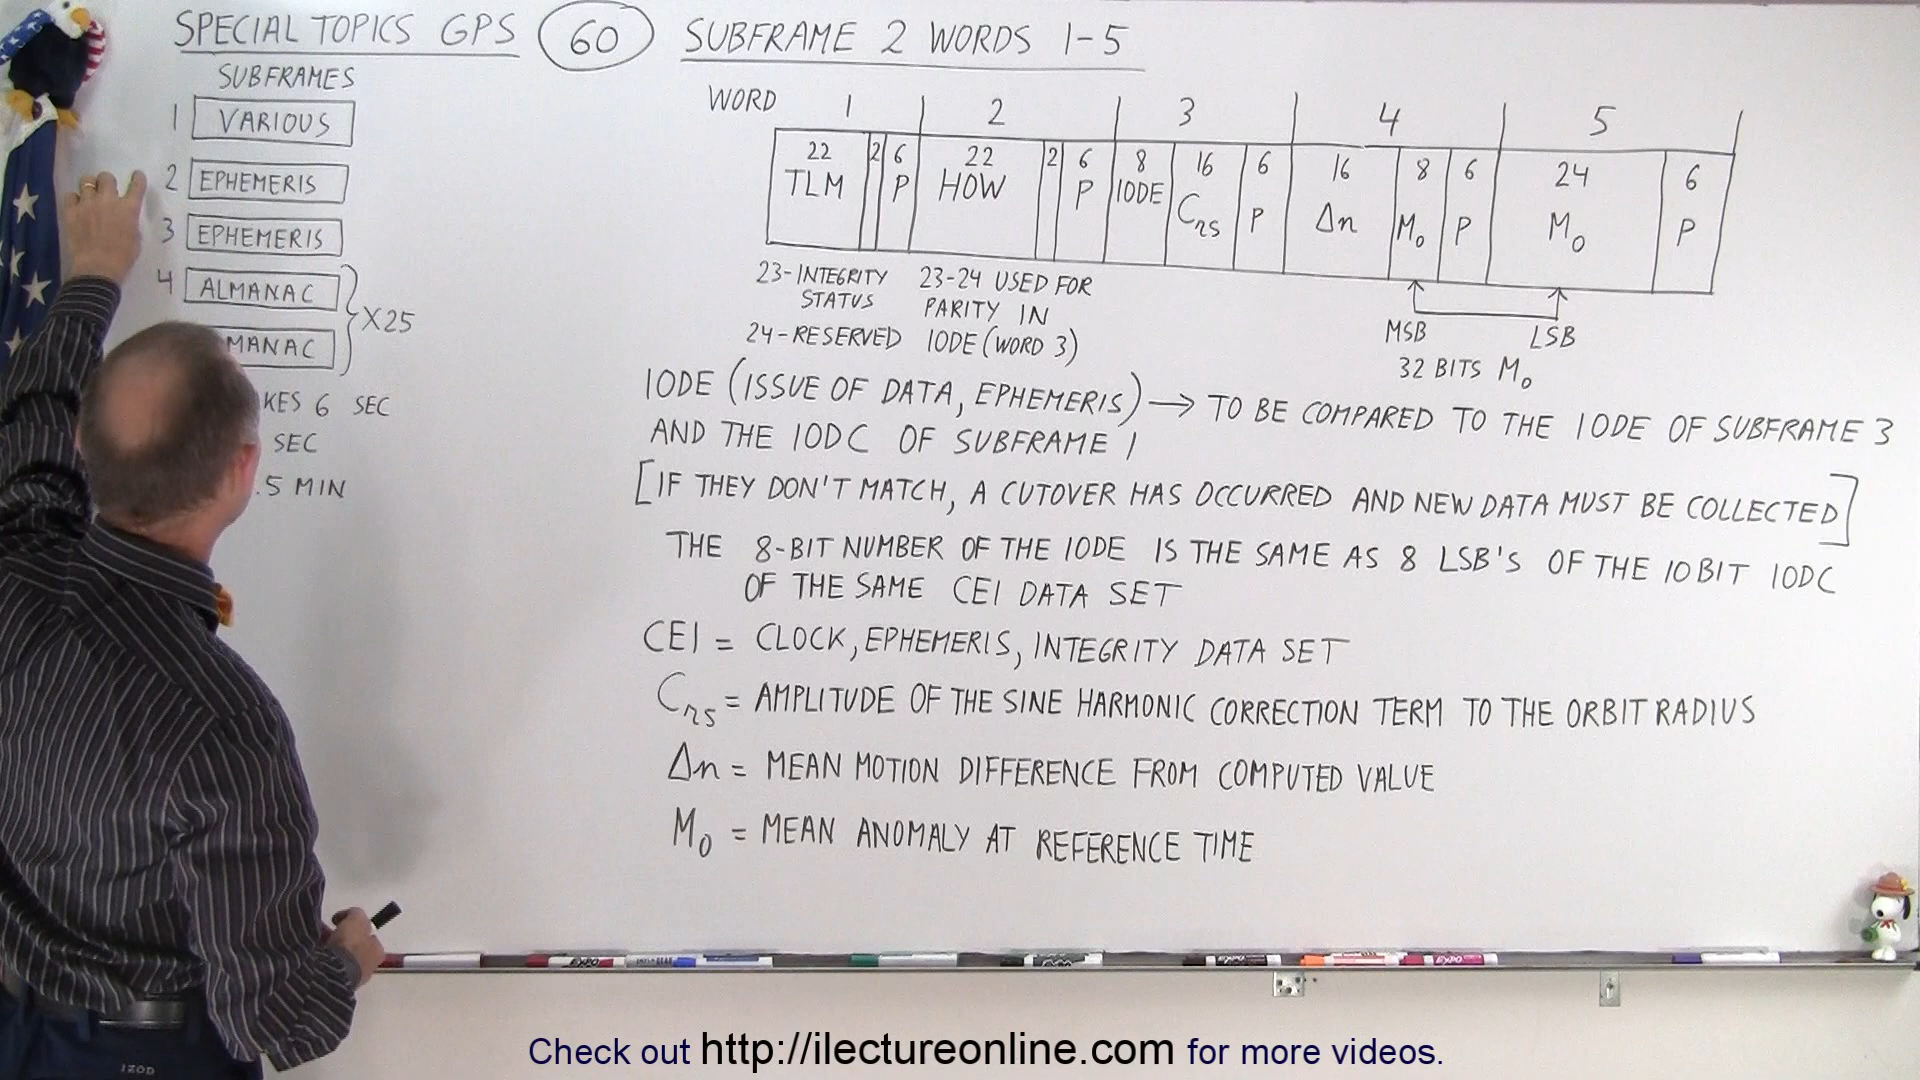 SPECIAL TOPICS GPS 60 SUBFRAME 2 WORDS 1-5
SUBFRAMES
1 VARIOUS
2 EPHEMERIS
3 EPHEMERIS
4 ALMANAC
MANAC
X25
KES 6 SEC
SEC
.5 MIN
WORD 1 2 3 4 5
22 2 6 22 2 6 8 16 6 16 8 6 24 6
TLM P HOW P IODE Crs P Δn M₀ P M₀ P
23-INTEGRITY STATUS
24-RESERVED
23-24 USED FOR
PARITY IN
IODE (WORD 3)
MSB LSB
32 BITS M₀
IODE (ISSUE OF DATA, EPHEMERIS) → TO BE COMPARED TO THE IODE OF SUBFRAME 3
AND THE IODC OF SUBFRAME 1
[IF THEY DON'T MATCH, A CUTOVER HAS OCCURRED AND NEW DATA MUST BE COLLECTED]
THE 8-BIT NUMBER OF THE IODE IS THE SAME AS 8 LSB'S OF THE 10 BIT IODC
OF THE SAME CEI DATA SET
CEI = CLOCK, EPHEMERIS, INTEGRITY DATA SET
Crs = AMPLITUDE OF THE SINE HARMONIC CORRECTION TERM TO THE ORBIT RADIUS
Δn = MEAN MOTION DIFFERENCE FROM COMPUTED VALUE
M₀ = MEAN ANOMALY AT REFERENCE TIME
EXPO
EXPO
IZOD
Check out http://ilectureonline.com for more videos.